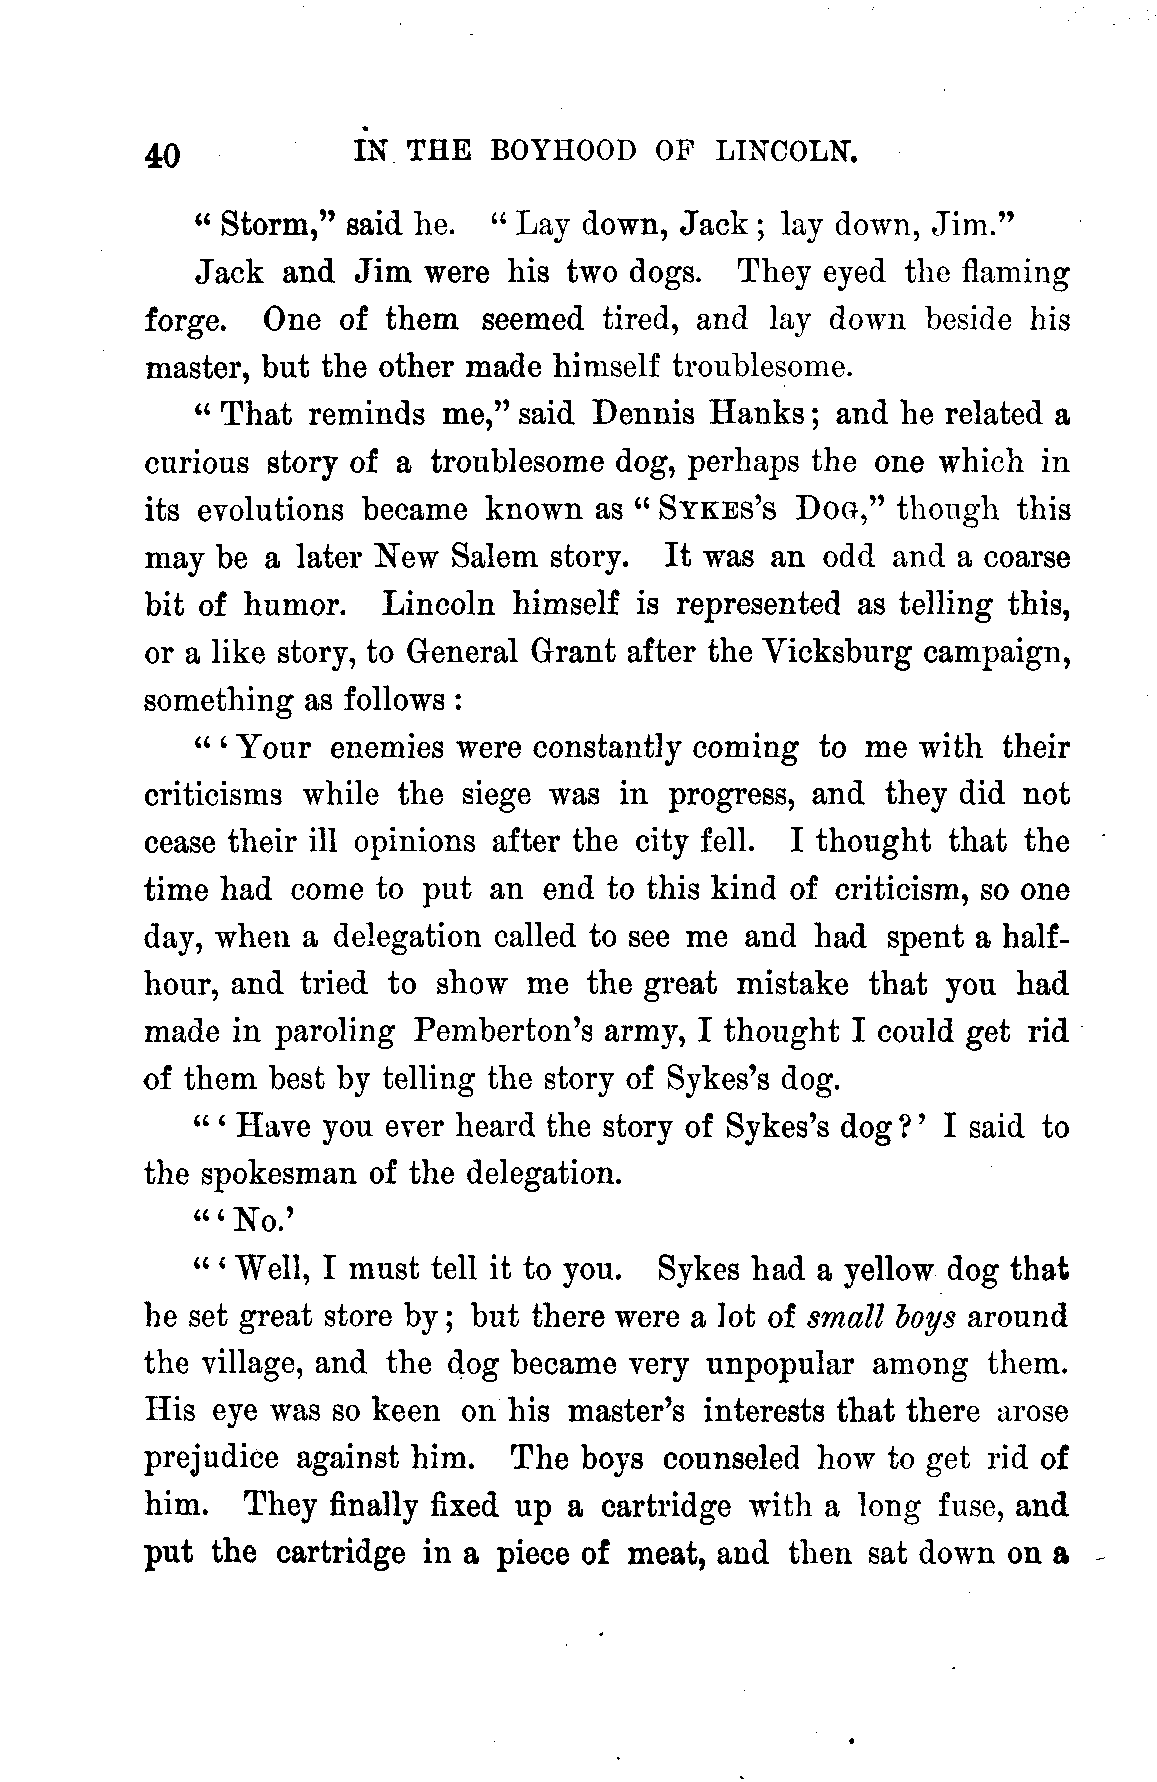 40 IN THE BOYHOOD OF LINCOLN.
“ Storm,” said he. “ Lay down, Jack ; lay down, Jim.”
Jack and Jim were his two dogs. They eyed the flaming
forge. One of them seemed tired, and lay down beside his
master, but the other made himself troublesome.
“ That reminds me,” said Dennis Hanks ; and he related a
curious story of a troublesome dog, perhaps the one which in
its evolutions became known as “ SYKES’S DOG,” though this
may be a later New Salem story. It was an odd and a coarse
bit of humor. Lincoln himself is represented as telling this,
or a like story, to General Grant after the Vicksburg campaign,
something as follows :
“ ‘ Your enemies were constantly coming to me with their
criticisms while the siege was in progress, and they did not
cease their ill opinions after the city fell. I thought that the
time had come to put an end to this kind of criticism, so one
day, when a delegation called to see me and had spent a half-
hour, and tried to show me the great mistake that you had
made in paroling Pemberton’s army, I thought I could get rid
of them best by telling the story of Sykes’s dog.
“ ‘ Have you ever heard the story of Sykes’s dog ? ’ I said to
the spokesman of the delegation.
“ ‘ No.’
“ ‘ Well, I must tell it to you. Sykes had a yellow dog that
he set great store by ; but there were a lot of small boys around
the village, and the dog became very unpopular among them.
His eye was so keen on his master’s interests that there arose
prejudice against him. The boys counseled how to get rid of
him. They finally fixed up a cartridge with a long fuse, and
put the cartridge in a piece of meat, and then sat down on a